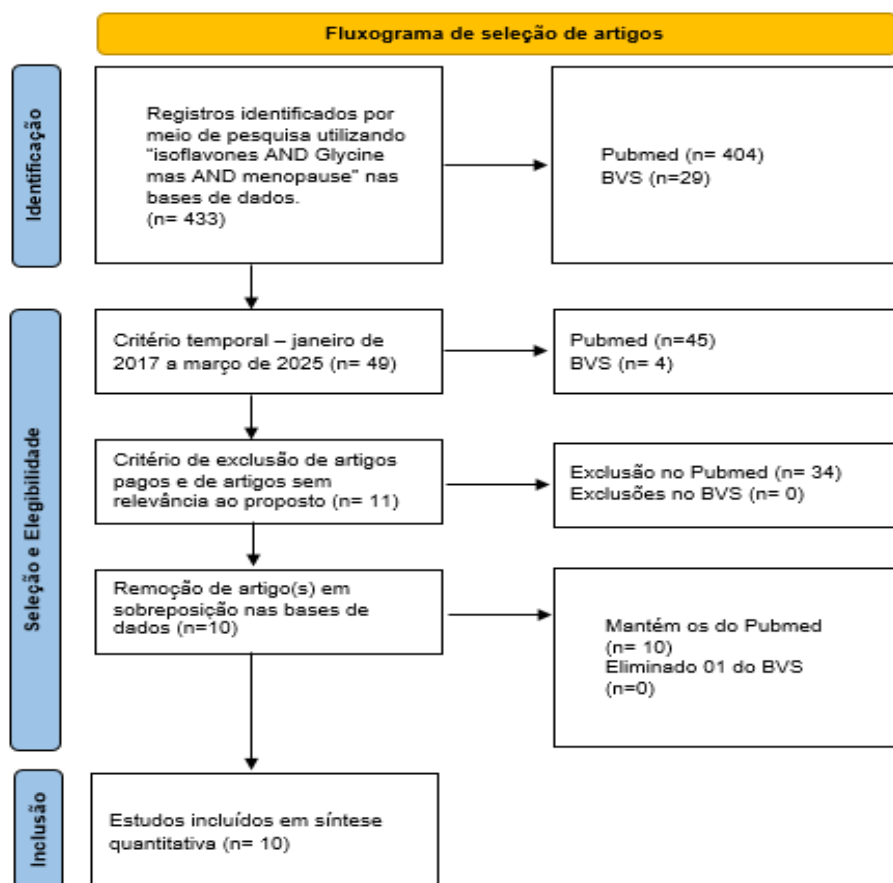 Fluxograma de seleção de artigos
Identificação
Registros identificados por
meio de pesquisa utilizando
“isoflavones AND Glycine
mas AND menopause” nas
bases de dados.
(n= 433)
Pubmed (n= 404)
BVS (n=29)
Seleção e Elegibilidade
Critério temporal – janeiro de
2017 a março de 2025 (n= 49)
Pubmed (n=45)
BVS (n= 4)
Critério de exclusão de artigos
pagos e de artigos sem
relevância ao proposto (n= 11)
Exclusão no Pubmed (n= 34)
Exclusões no BVS (n= 0)
Remoção de artigo(s) em
sobreposição nas bases de
dados (n=10)
Mantém os do Pubmed
(n= 10)
Eliminado 01 do BVS
(n=0)
Inclusão
Estudos incluídos em síntese
quantitativa (n= 10)